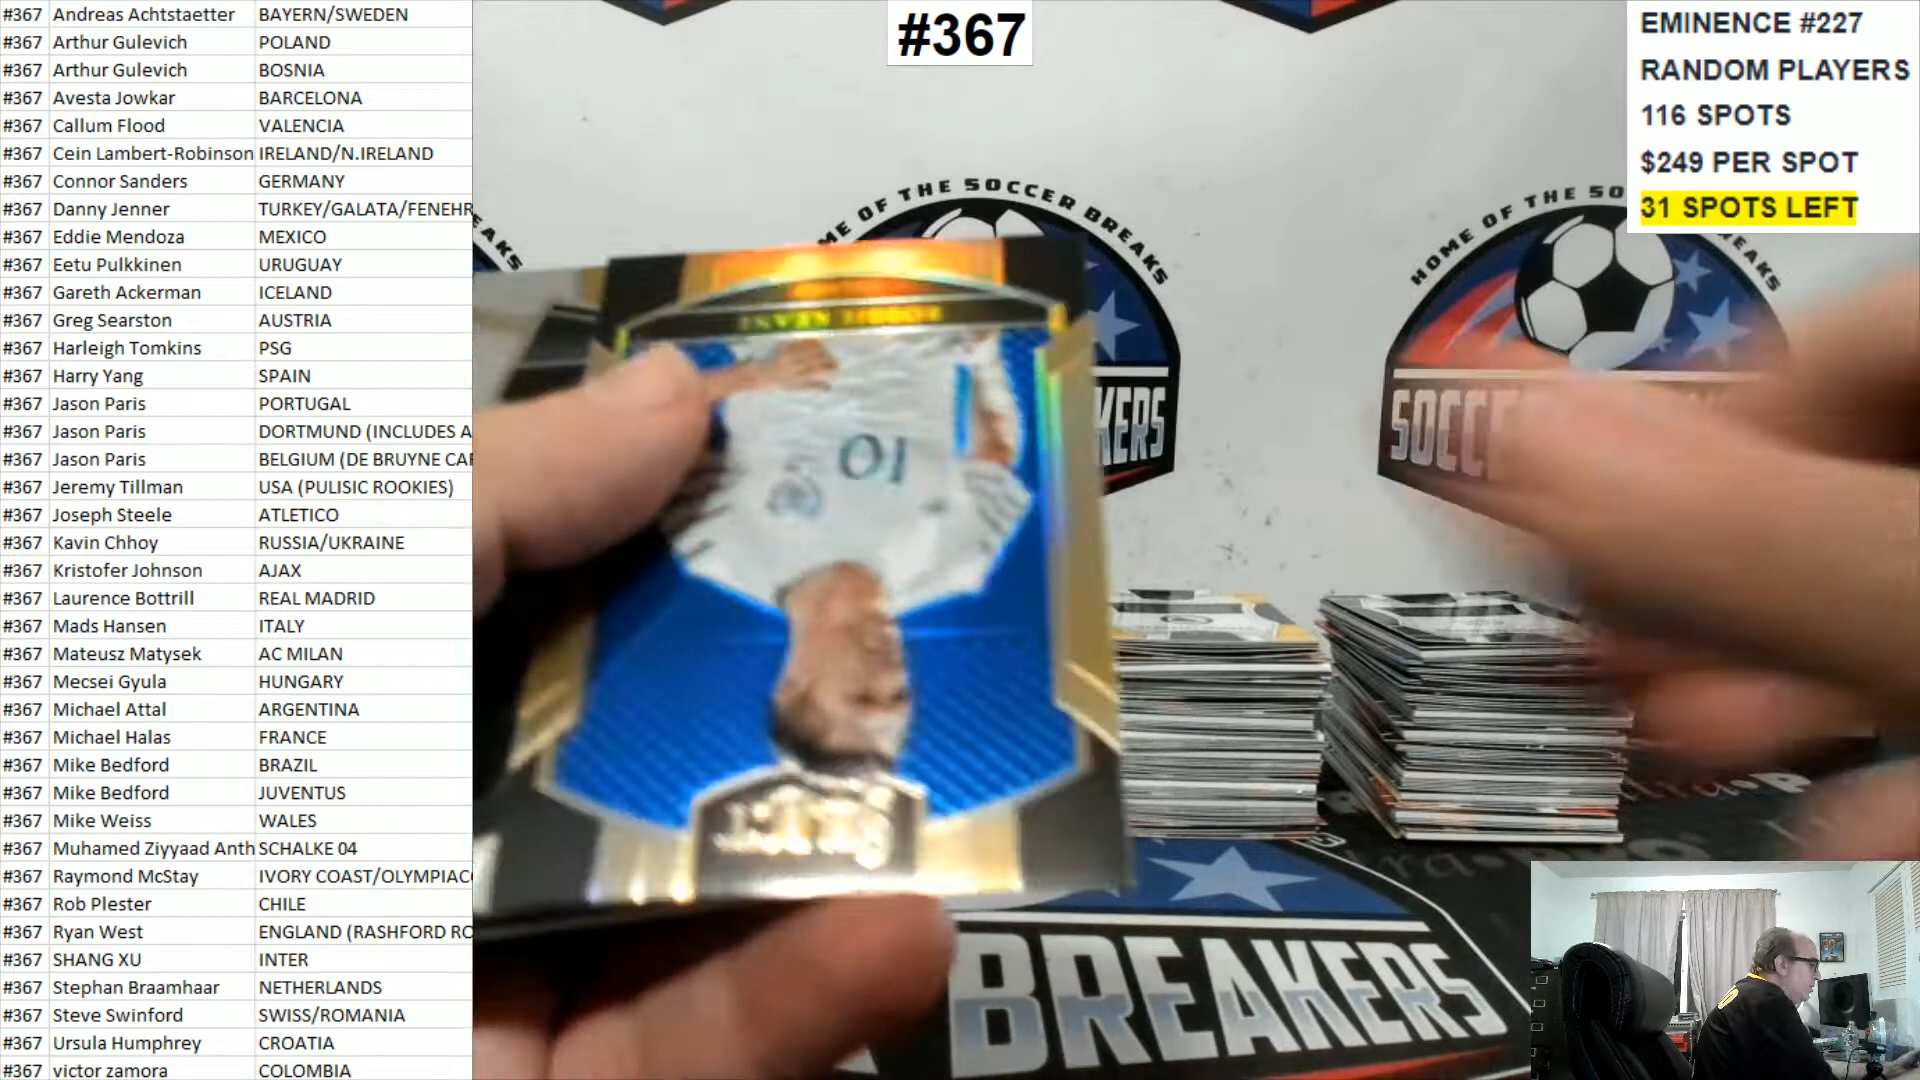 #367 Andreas Achtstaetter BAYERN/SWEDEN
#367 Arthur Gulevich POLAND
#367 Arthur Gulevich BOSNIA
#367 Avesta Jowkar BARCELONA
#367 Callum Flood VALENCIA
#367 Cein Lambert-Robinson IRELAND/N.IRELAND
#367 Connor Sanders GERMANY
#367 Danny Jenner TURKEY/GALATA/FENEHR
#367 Eddie Mendoza MEXICO
#367 Eetu Pulkkinen URUGUAY
#367 Gareth Ackerman ICELAND
#367 Greg Searston AUSTRIA
#367 Harleigh Tomkins PSG
#367 Harry Yang SPAIN
#367 Jason Paris PORTUGAL
#367 Jason Paris DORTMUND (INCLUDES A
#367 Jason Paris BELGIUM (DE BRUYNE CAF
#367 Jeremy Tillman USA (PULISIC ROOKIES)
#367 Joseph Steele ATLETICO
#367 Kavin Chhoy RUSSIA/UKRAINE
#367 Kristofer Johnson AJAX
#367 Laurence Bottrill REAL MADRID
#367 Mads Hansen ITALY
#367 Mateusz Matysek AC MILAN
#367 Mecsei Gyula HUNGARY
#367 Michael Attal ARGENTINA
#367 Michael Halas FRANCE
#367 Mike Bedford BRAZIL
#367 Mike Bedford JUVENTUS
#367 Mike Weiss WALES
#367 Muhamed Ziyyaad Anth SCHALKE 04
#367 Raymond McStay IVORY COAST/OLYMPIAC
#367 Rob Plester CHILE
#367 Ryan West ENGLAND (RASHFORD RO
#367 SHANG XU INTER
#367 Stephan Braamhaar NETHERLANDS
#367 Steve Swinford SWISS/ROMANIA
#367 Ursula Humphrey CROATIA
#367 victor zamora COLOMBIA
#367
EMINENCE #227
RANDOM PLAYERS
116 SPOTS
$249 PER SPOT
31 SPOTS LEFT
EAKS
ME OF THE SOCCER BREAKS
KERS
HOME OF THE SO
REAKS
SOCC
10
BREAKERS